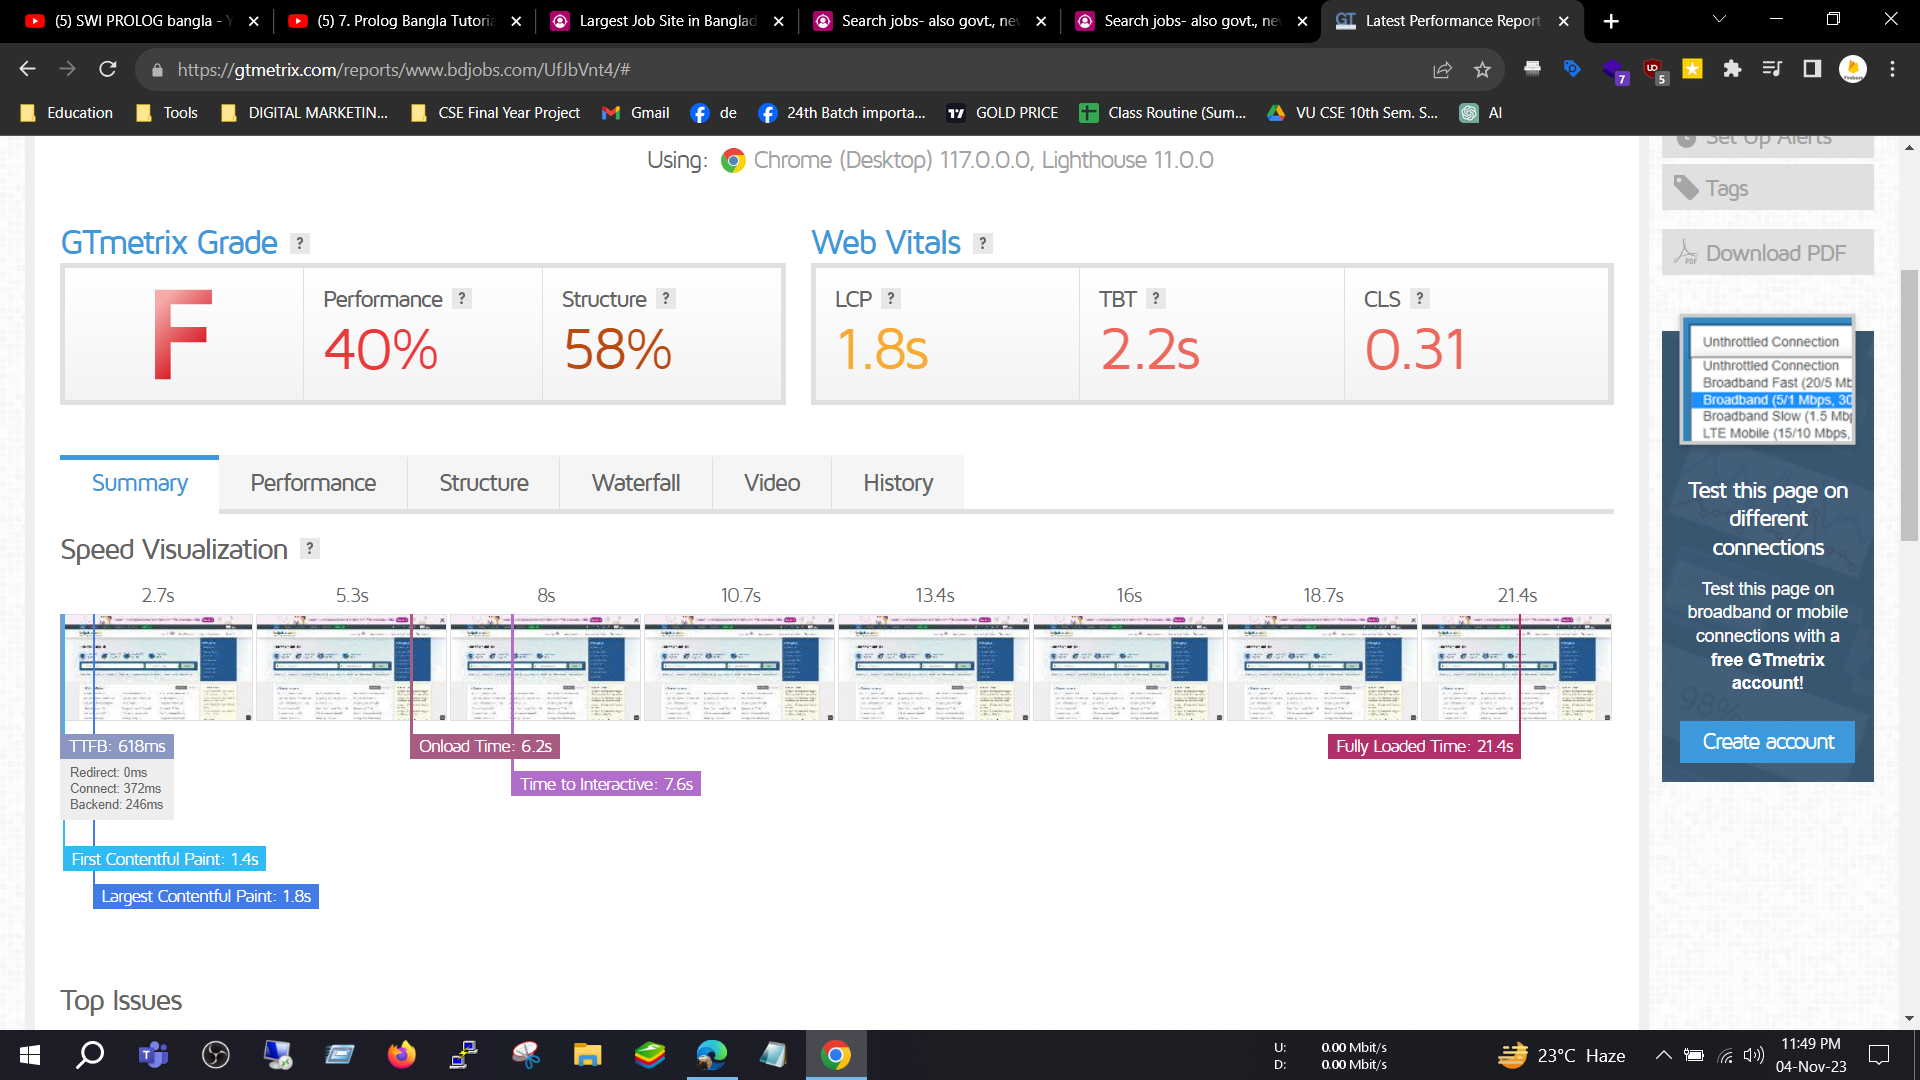 (5) SWI PROLOG bangla - Y
(5) 7. Prolog Bangla Tutoria
Largest Job Site in Banglad
Search jobs- also govt., nev
Search jobs- also govt., nev
Latest Performance Report
https://gtmetrix.com/reports/www.bdjobs.com/UfJbVnt4/#
7
5
Education
Tools
DIGITAL MARKETIN...
CSE Final Year Project
Gmail
de
24th Batch importa...
GOLD PRICE
Class Routine (Sum...
VU CSE 10th Sem. S...
AI
Using: Chrome (Desktop) 117.0.0.0, Lighthouse 11.0.0
Set Up Alerts
Tags
Download PDF
GTmetrix Grade ?
F
Performance ?
40%
Structure ?
58%
Web Vitals ?
LCP ?
1.8s
TBT ?
2.2s
CLS ?
0.31
Summary
Performance
Structure
Waterfall
Video
History
Speed Visualization ?
2.7s
5.3s
8s
10.7s
13.4s
16s
18.7s
21.4s
TTFB: 618ms
Redirect: 0ms
Connect: 372ms
Backend: 246ms
Onload Time: 6.2s
Time to Interactive: 7.6s
Fully Loaded Time: 21.4s
First Contentful Paint: 1.4s
Largest Contentful Paint: 1.8s
Top Issues
Unthrottled Connection
Unthrottled Connection
Broadband Fast (20/5 Mb
Broadband (5/1 Mbps, 30
Broadband Slow (1.5 Mbp
LTE Mobile (15/10 Mbps,
Test this page on
different
connections
Test this page on
broadband or mobile
connections with a
free GTmetrix
account!
Create account
U: 0.00 Mbit/s
D: 0.00 Mbit/s
23°C Haze
11:49 PM
04-Nov-23